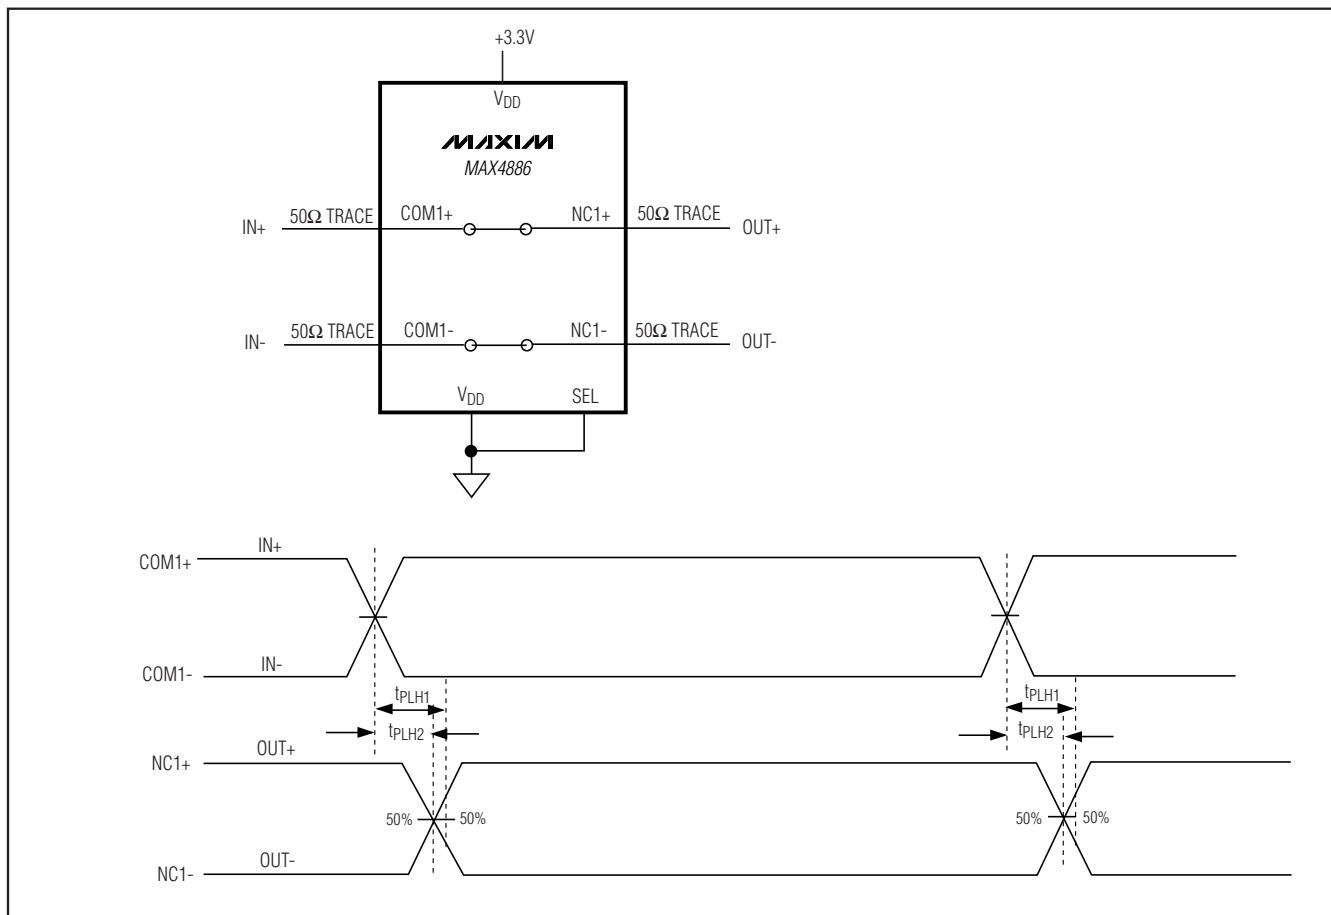 +3.3V
VDD
MAXIM
MAX4886
IN+ 50Ω TRACE COM1+ NC1+ 50Ω TRACE OUT+
IN- 50Ω TRACE COM1- NC1- 50Ω TRACE OUT-
VDD SEL
COM1+ IN+
COM1- IN-
tPLH1 tPLH1
tPLH2 tPLH2
NC1+ OUT+
50% 50% 50% 50%
NC1- OUT-